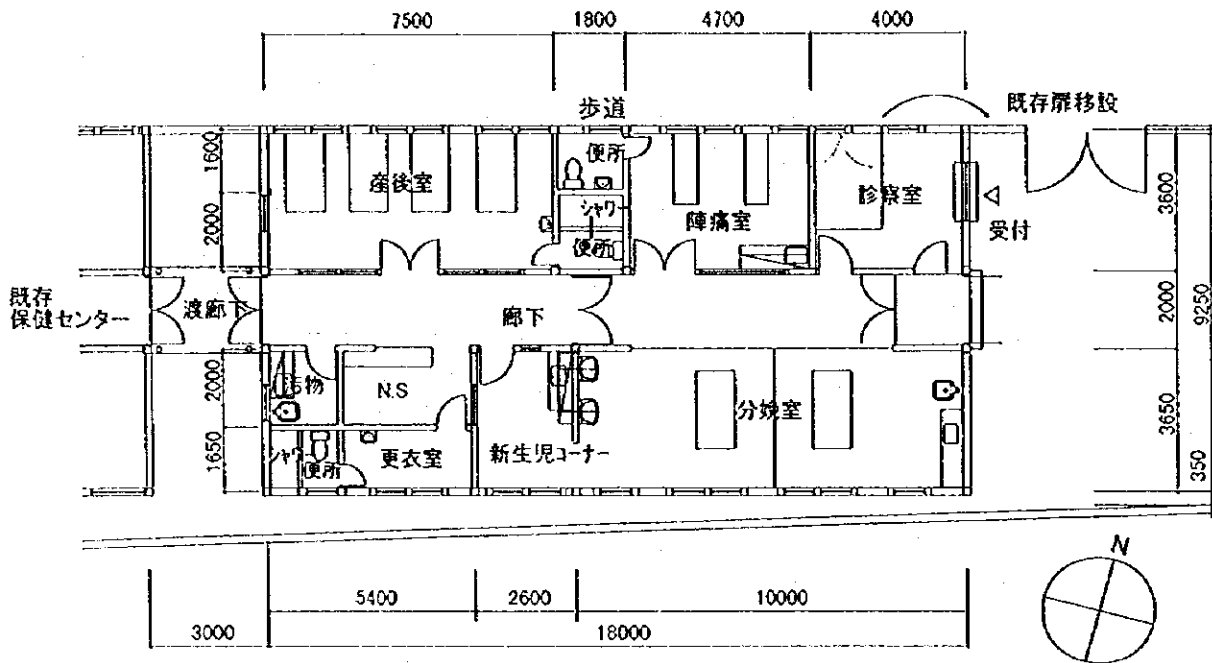 7500
1800
4700
4000
歩道
既存扉移設
1600
2000
産後室
便所
シャワー
便所
陣痛室
診察室
受付
3600
2000
9250
3650
350
既存
保健センター
渡廊下
廊下
2000
1650
汚物
N.S
シャワ
便所
更衣室
新生児コーナー
分娩室
N
5400
2600
10000
3000
18000